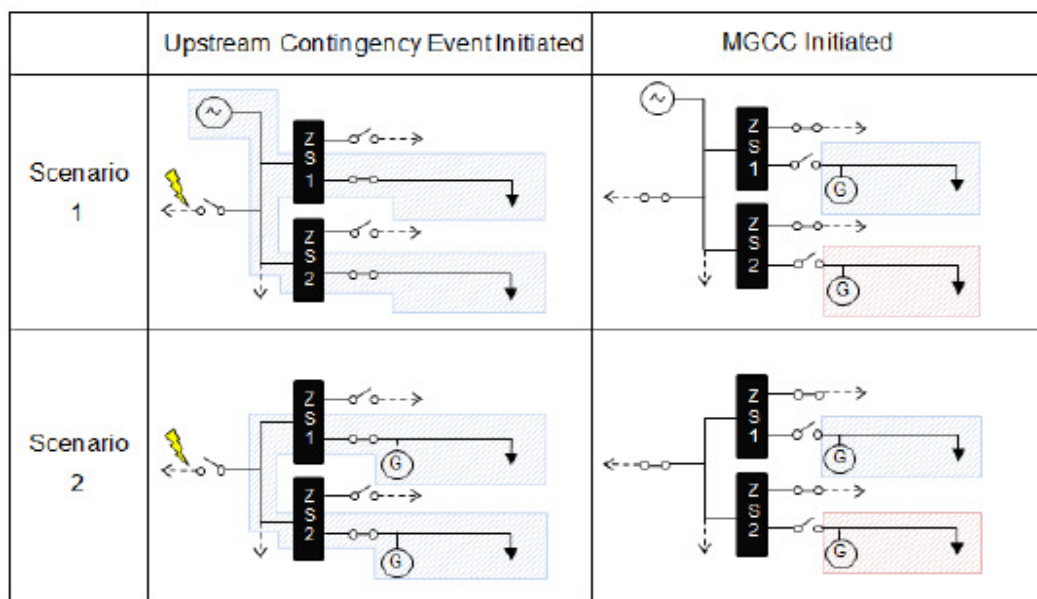 Upstream Contingency Event Initiated
MGCC Initiated
Scenario
1
~
Z
S
1
Z
S
2
~
Z
S
1
G
Z
S
2
G
Scenario
2
Z
S
1
G
Z
S
2
G
Z
S
1
G
Z
S
2
G